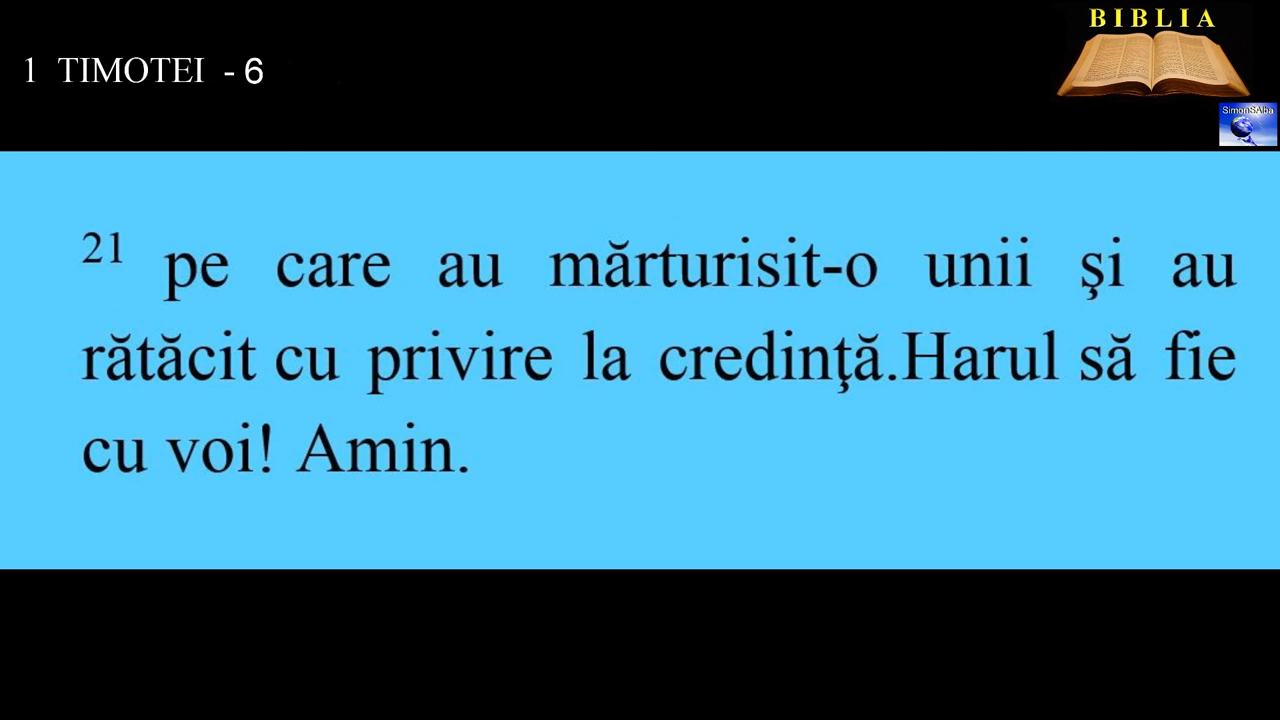 BIBLIA
1 TIMOTEI - 6
SimonSAlba
21 pe care au mărturisit-o unii şi au
rătăcit cu privire la credinţă.Harul să fie
cu voi! Amin.